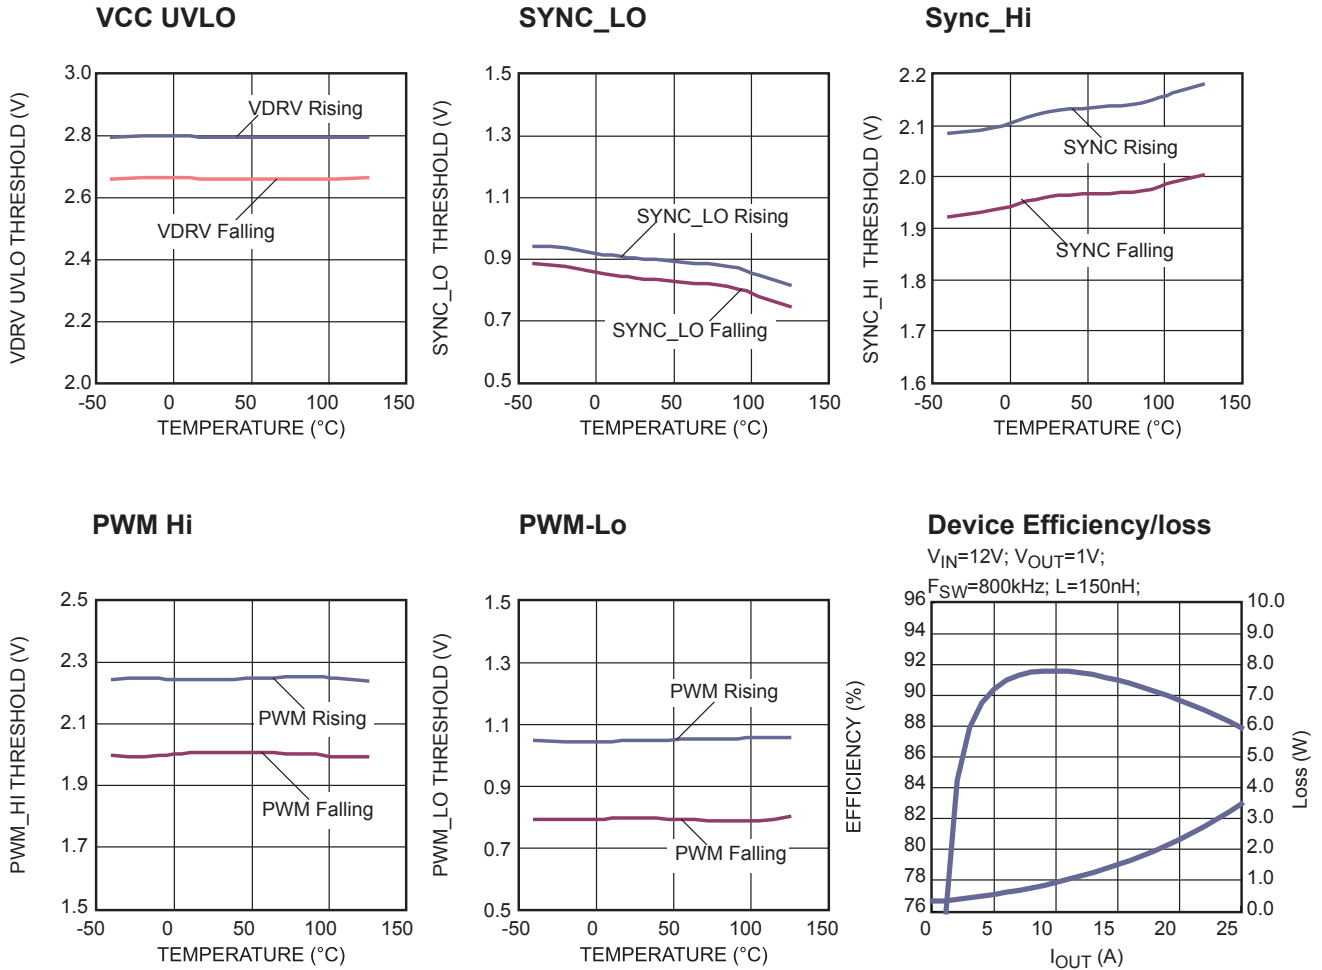 VCC UVLO
VDRV UVLO THRESHOLD (V)
3.0
2.8
2.6
2.4
2.2
2.0
VDRV Rising
VDRV Falling
-50 0 50 100 150
TEMPERATURE (°C)
SYNC_LO
SYNC_LO THRESHOLD (V)
1.5
1.3
1.1
0.9
0.7
0.5
SYNC_LO Rising
SYNC_LO Falling
-50 0 50 100 150
TEMPERATURE (°C)
Sync_Hi
SYNC_HI THRESHOLD (V)
2.2
2.1
2.0
1.9
1.8
1.7
1.6
SYNC Rising
SYNC Falling
-50 0 50 100 150
TEMPERATURE (°C)
PWM Hi
PWM_HI THRESHOLD (V)
2.5
2.3
2.1
1.9
1.7
1.5
PWM Rising
PWM Falling
-50 0 50 100 150
TEMPERATURE (°C)
PWM-Lo
PWM_LO THRESHOLD (V)
1.5
1.3
1.1
0.9
0.7
0.5
PWM Rising
PWM Falling
-50 0 50 100 150
TEMPERATURE (°C)
Device Efficiency/loss
VIN=12V; VOUT=1V;
FSW=800kHz; L=150nH;
EFFICIENCY (%)
96
94
92
90
88
86
84
82
80
78
76
10.0
9.0
8.0
7.0
6.0
5.0
4.0
3.0
2.0
1.0
0.0
Loss (W)
0 5 10 15 20 25
IOUT (A)